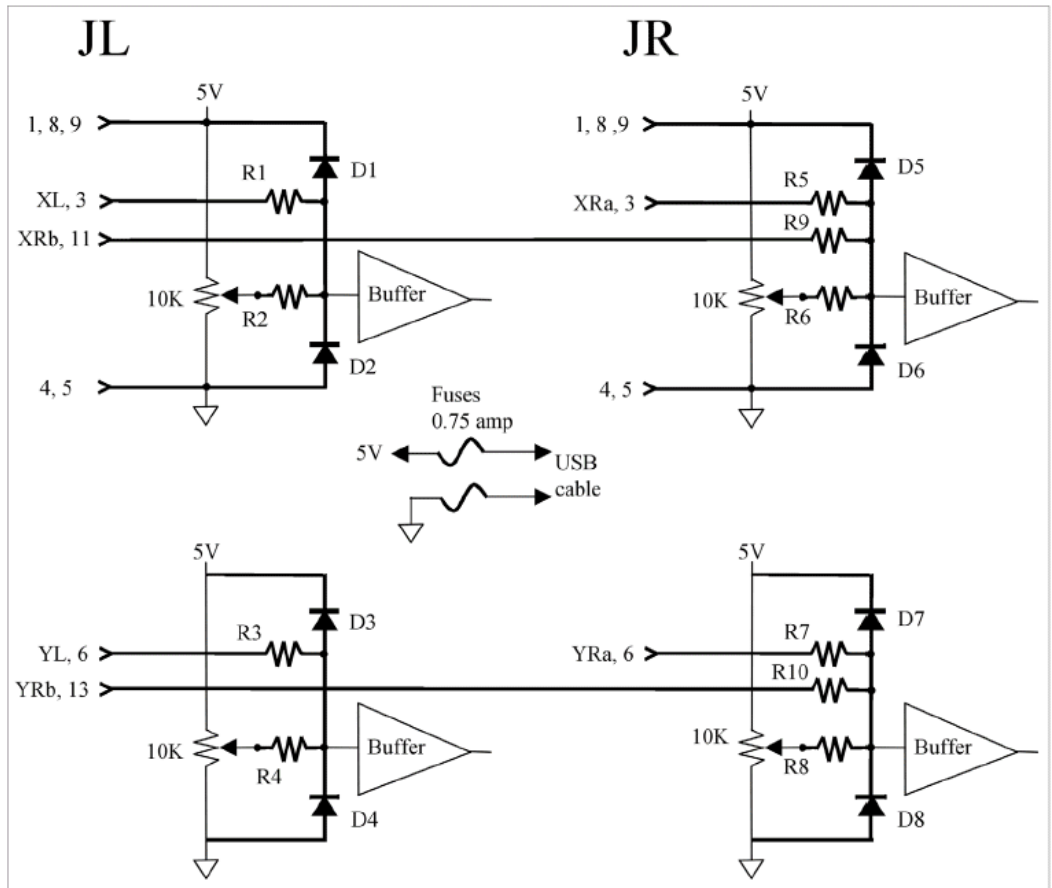 JL
JR
5V
1, 8, 9
D1
R1
XL, 3
XRb, 11
10K
R2
Buffer
D2
4, 5
5V
1, 8 ,9
D5
R5
XRa, 3
R9
10K
R6
Buffer
D6
4, 5
Fuses
0.75 amp
5V
USB
cable
5V
D3
R3
YL, 6
YRb, 13
10K
R4
Buffer
D4
5V
D7
R7
YRa, 6
R10
10K
R8
Buffer
D8